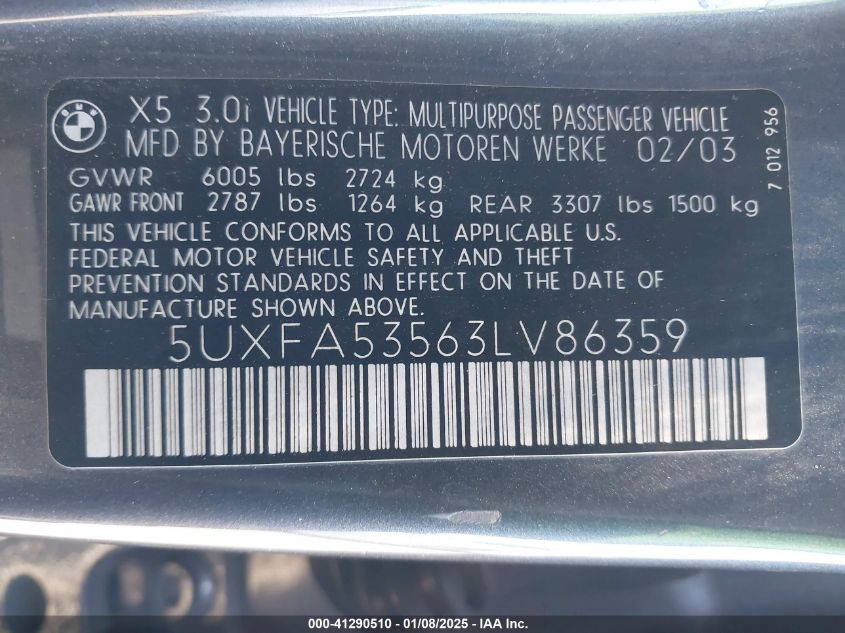 X5 3.0i VEHICLE TYPE: MULTIPURPOSE PASSENGER VEHICLE
MFD BY BAYERISCHE MOTOREN WERKE 02/03
GVWR 6005 lbs 2724 kg
GAWR FRONT 2787 lbs 1264 kg REAR 3307 lbs 1500 kg
THIS VEHICLE CONFORMS TO ALL APPLICABLE U.S.
FEDERAL MOTOR VEHICLE SAFETY AND THEFT
PREVENTION STANDARDS IN EFFECT ON THE DATE OF
MANUFACTURE SHOWN ABOVE.
5UXFA53563LV86359
7 012 956
000-41290510 - 01/08/2025 - IAA Inc.